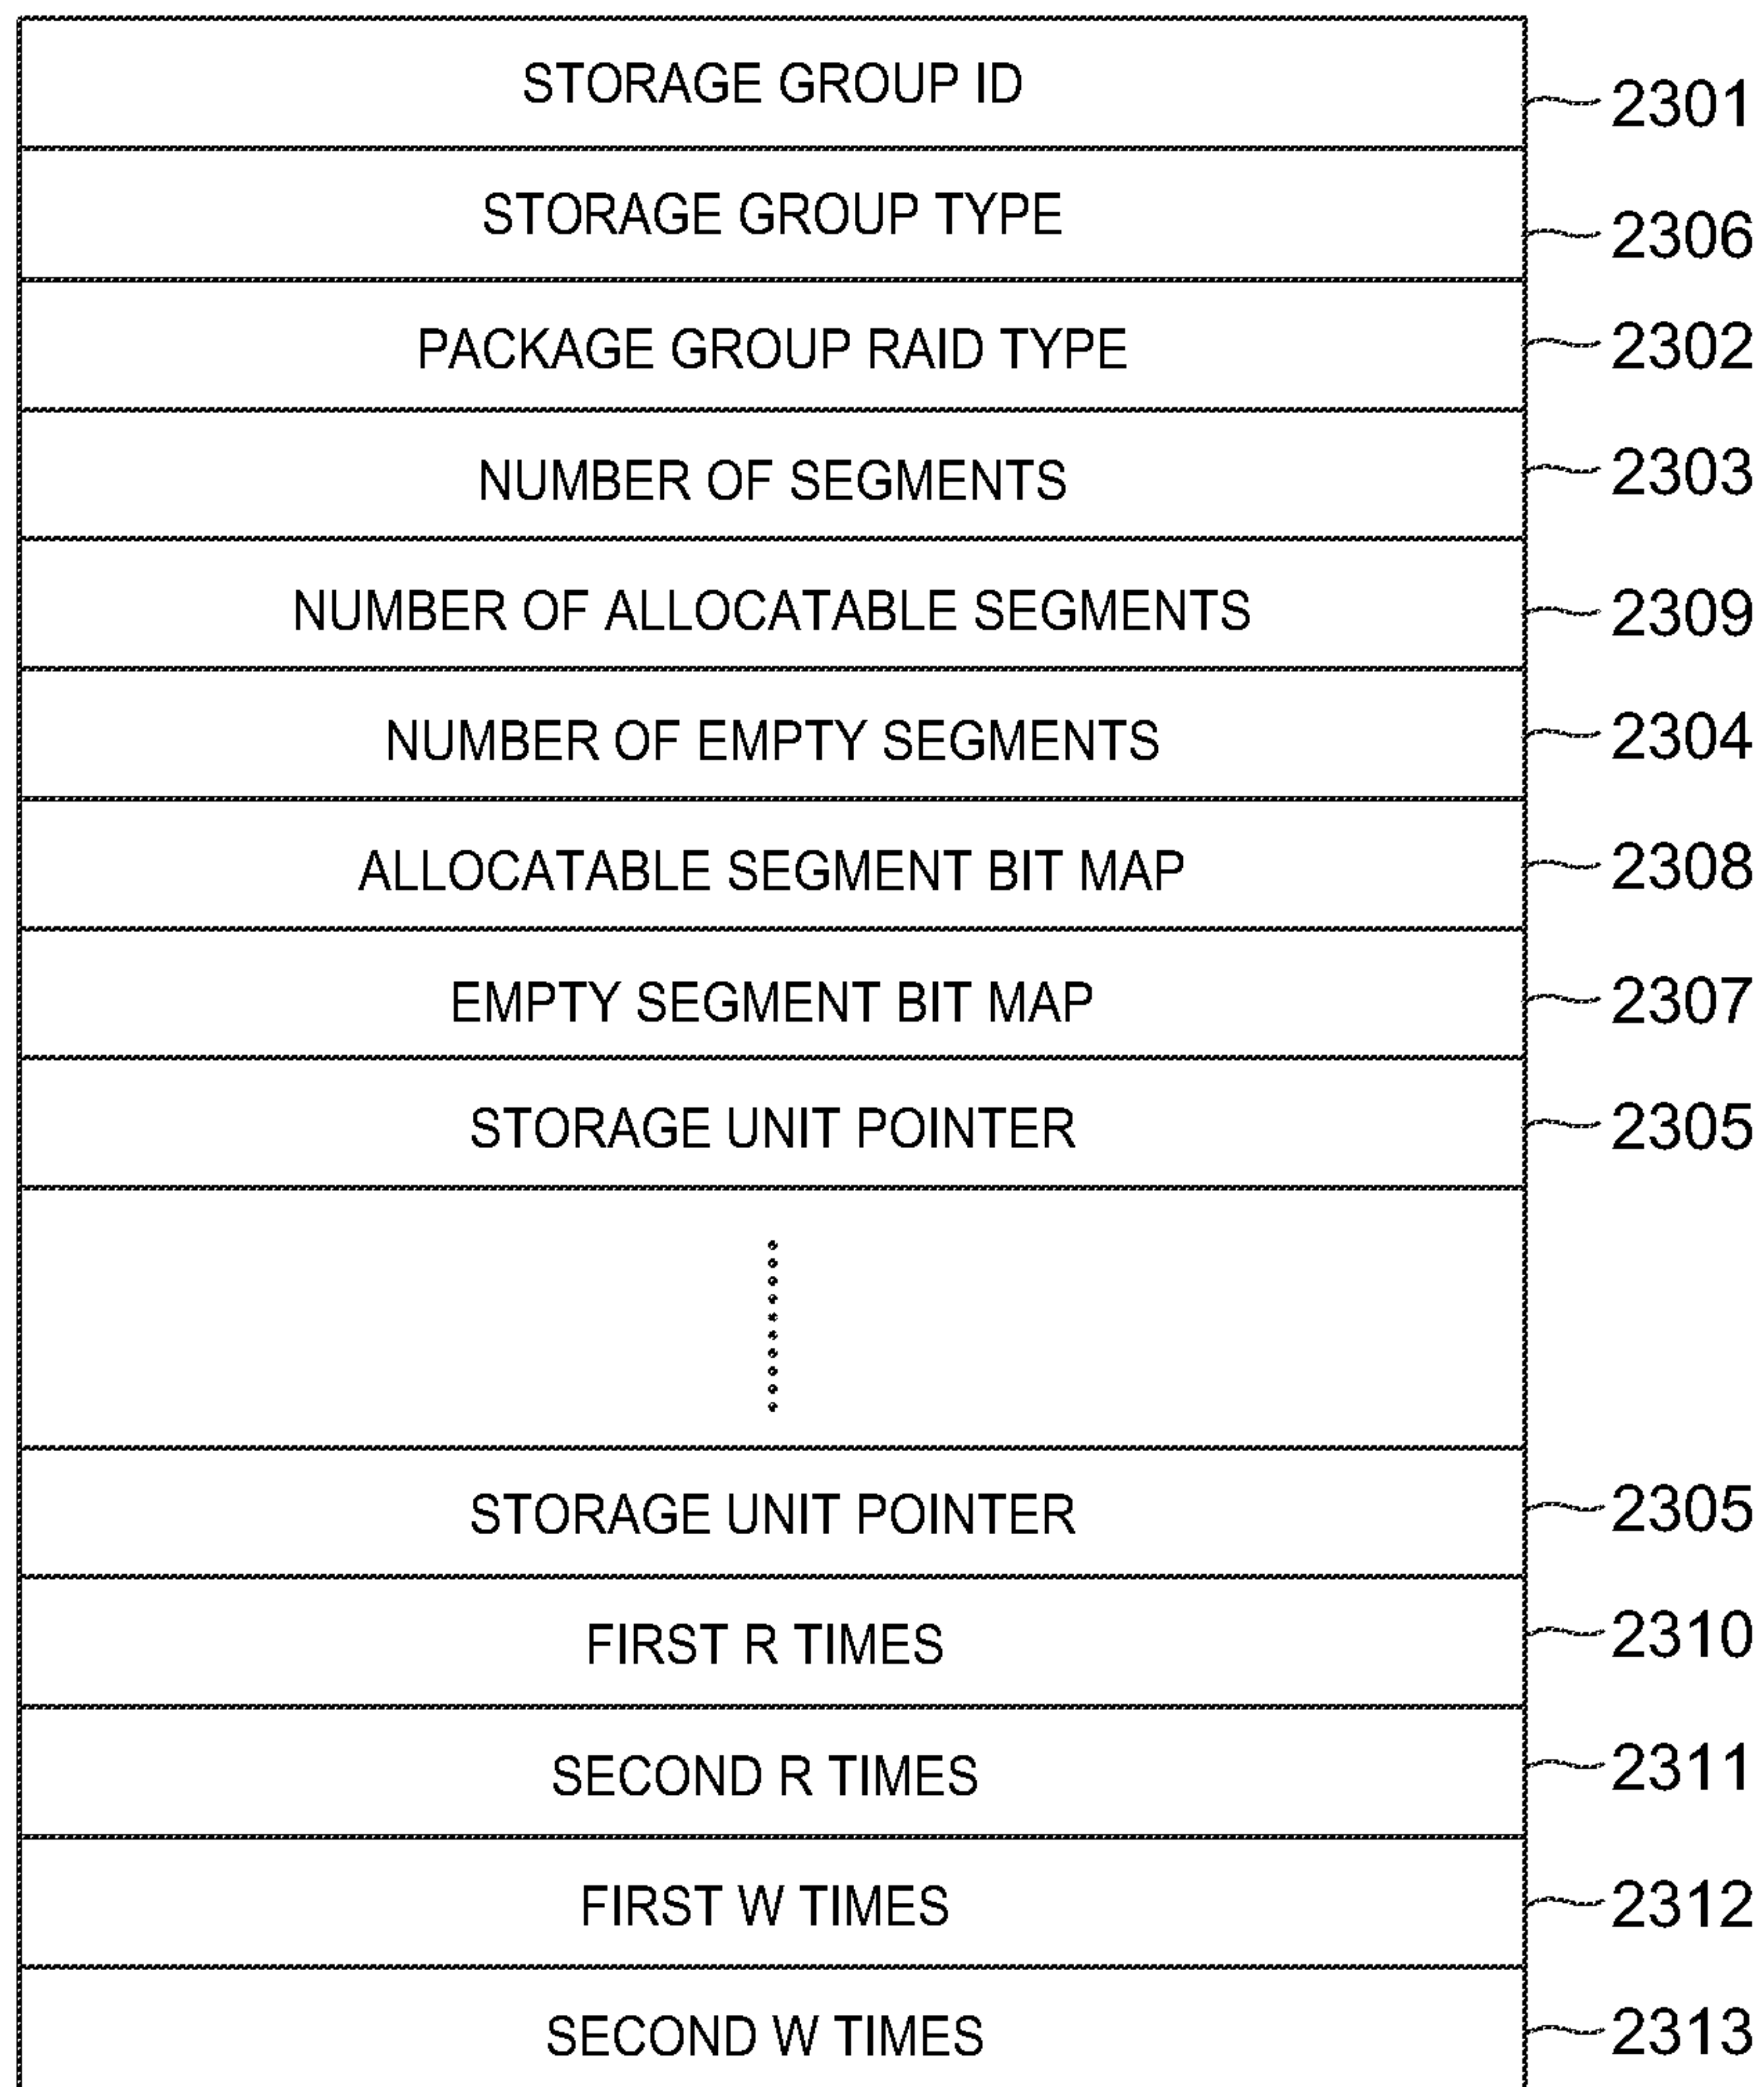 STORAGE GROUP ID 2301
STORAGE GROUP TYPE 2306
PACKAGE GROUP RAID TYPE 2302
NUMBER OF SEGMENTS 2303
NUMBER OF ALLOCATABLE SEGMENTS 2309
NUMBER OF EMPTY SEGMENTS 2304
ALLOCATABLE SEGMENT BIT MAP 2308
EMPTY SEGMENT BIT MAP 2307
STORAGE UNIT POINTER 2305
STORAGE UNIT POINTER 2305
FIRST R TIMES 2310
SECOND R TIMES 2311
FIRST W TIMES 2312
SECOND W TIMES 2313